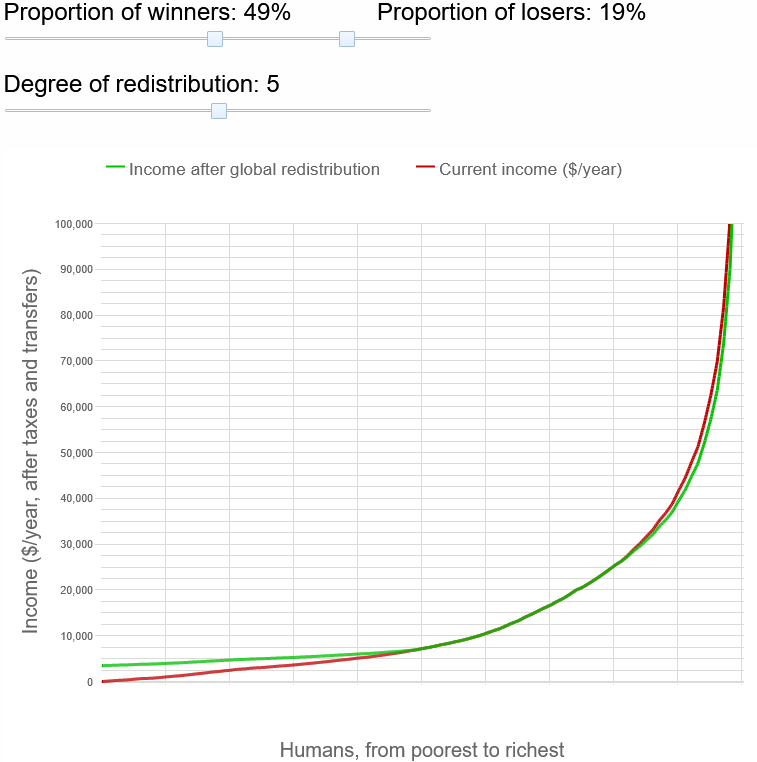 Proportion of winners: 49% Proportion of losers: 19%
Degree of redistribution: 5
Income after global redistribution Current income ($/year)
Income ($/year, after taxes and transfers)
100,000
90,000
80,000
70,000
60,000
50,000
40,000
30,000
20,000
10,000
0
Humans, from poorest to richest